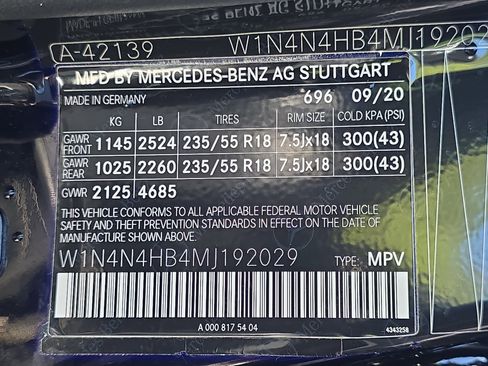 A-42139 W1N4N4HB4MJ192029
MFD BY MERCEDES-BENZ AG STUTTGART
MADE IN GERMANY 696 09/20
KG LB TIRES RIM SIZE COLD KPA (PSI)
GAWR FRONT 1145 2524 235/55 R18 7.5Jx18 300(43)
GAWR REAR 1025 2260 235/55 R18 7.5Jx18 300(43)
GWR 2125 4685
THIS VEHICLE CONFORMS TO ALL APPLICABLE FEDERAL MOTOR VEHICLE
SAFETY AND THEFT PREVENTION STANDARDS IN EFFECT ON THE DATE OF
MANUFACTURE SHOWN ABOVE.
W1N4N4HB4MJ192029 TYPE: MPV
A 000 817 54 04
4343258